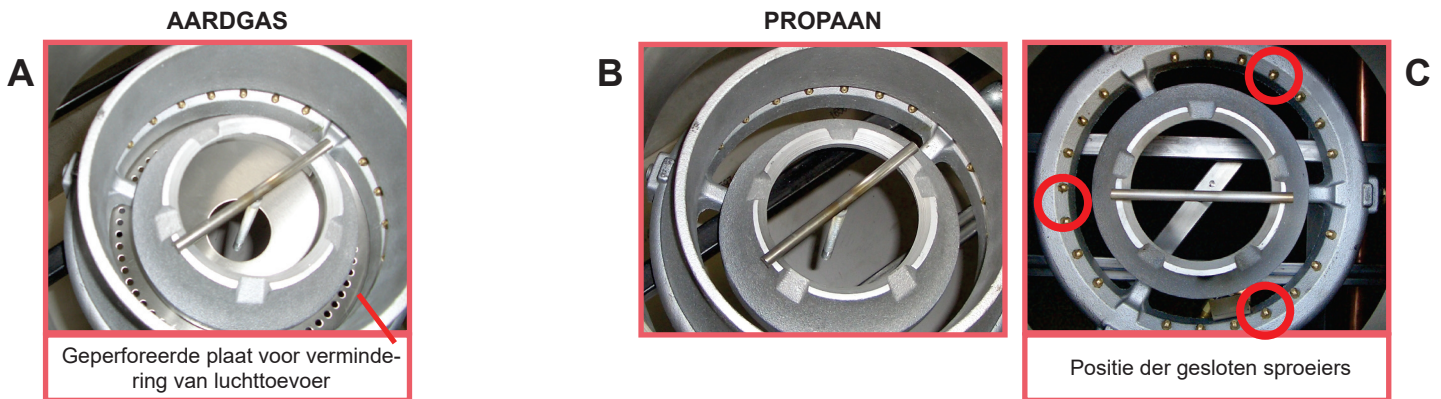 AARDGAS
PROPAAN
A
B
C
Geperforeerde plaat voor verminde-
ring van luchttoevoer
Positie der gesloten sproeiers